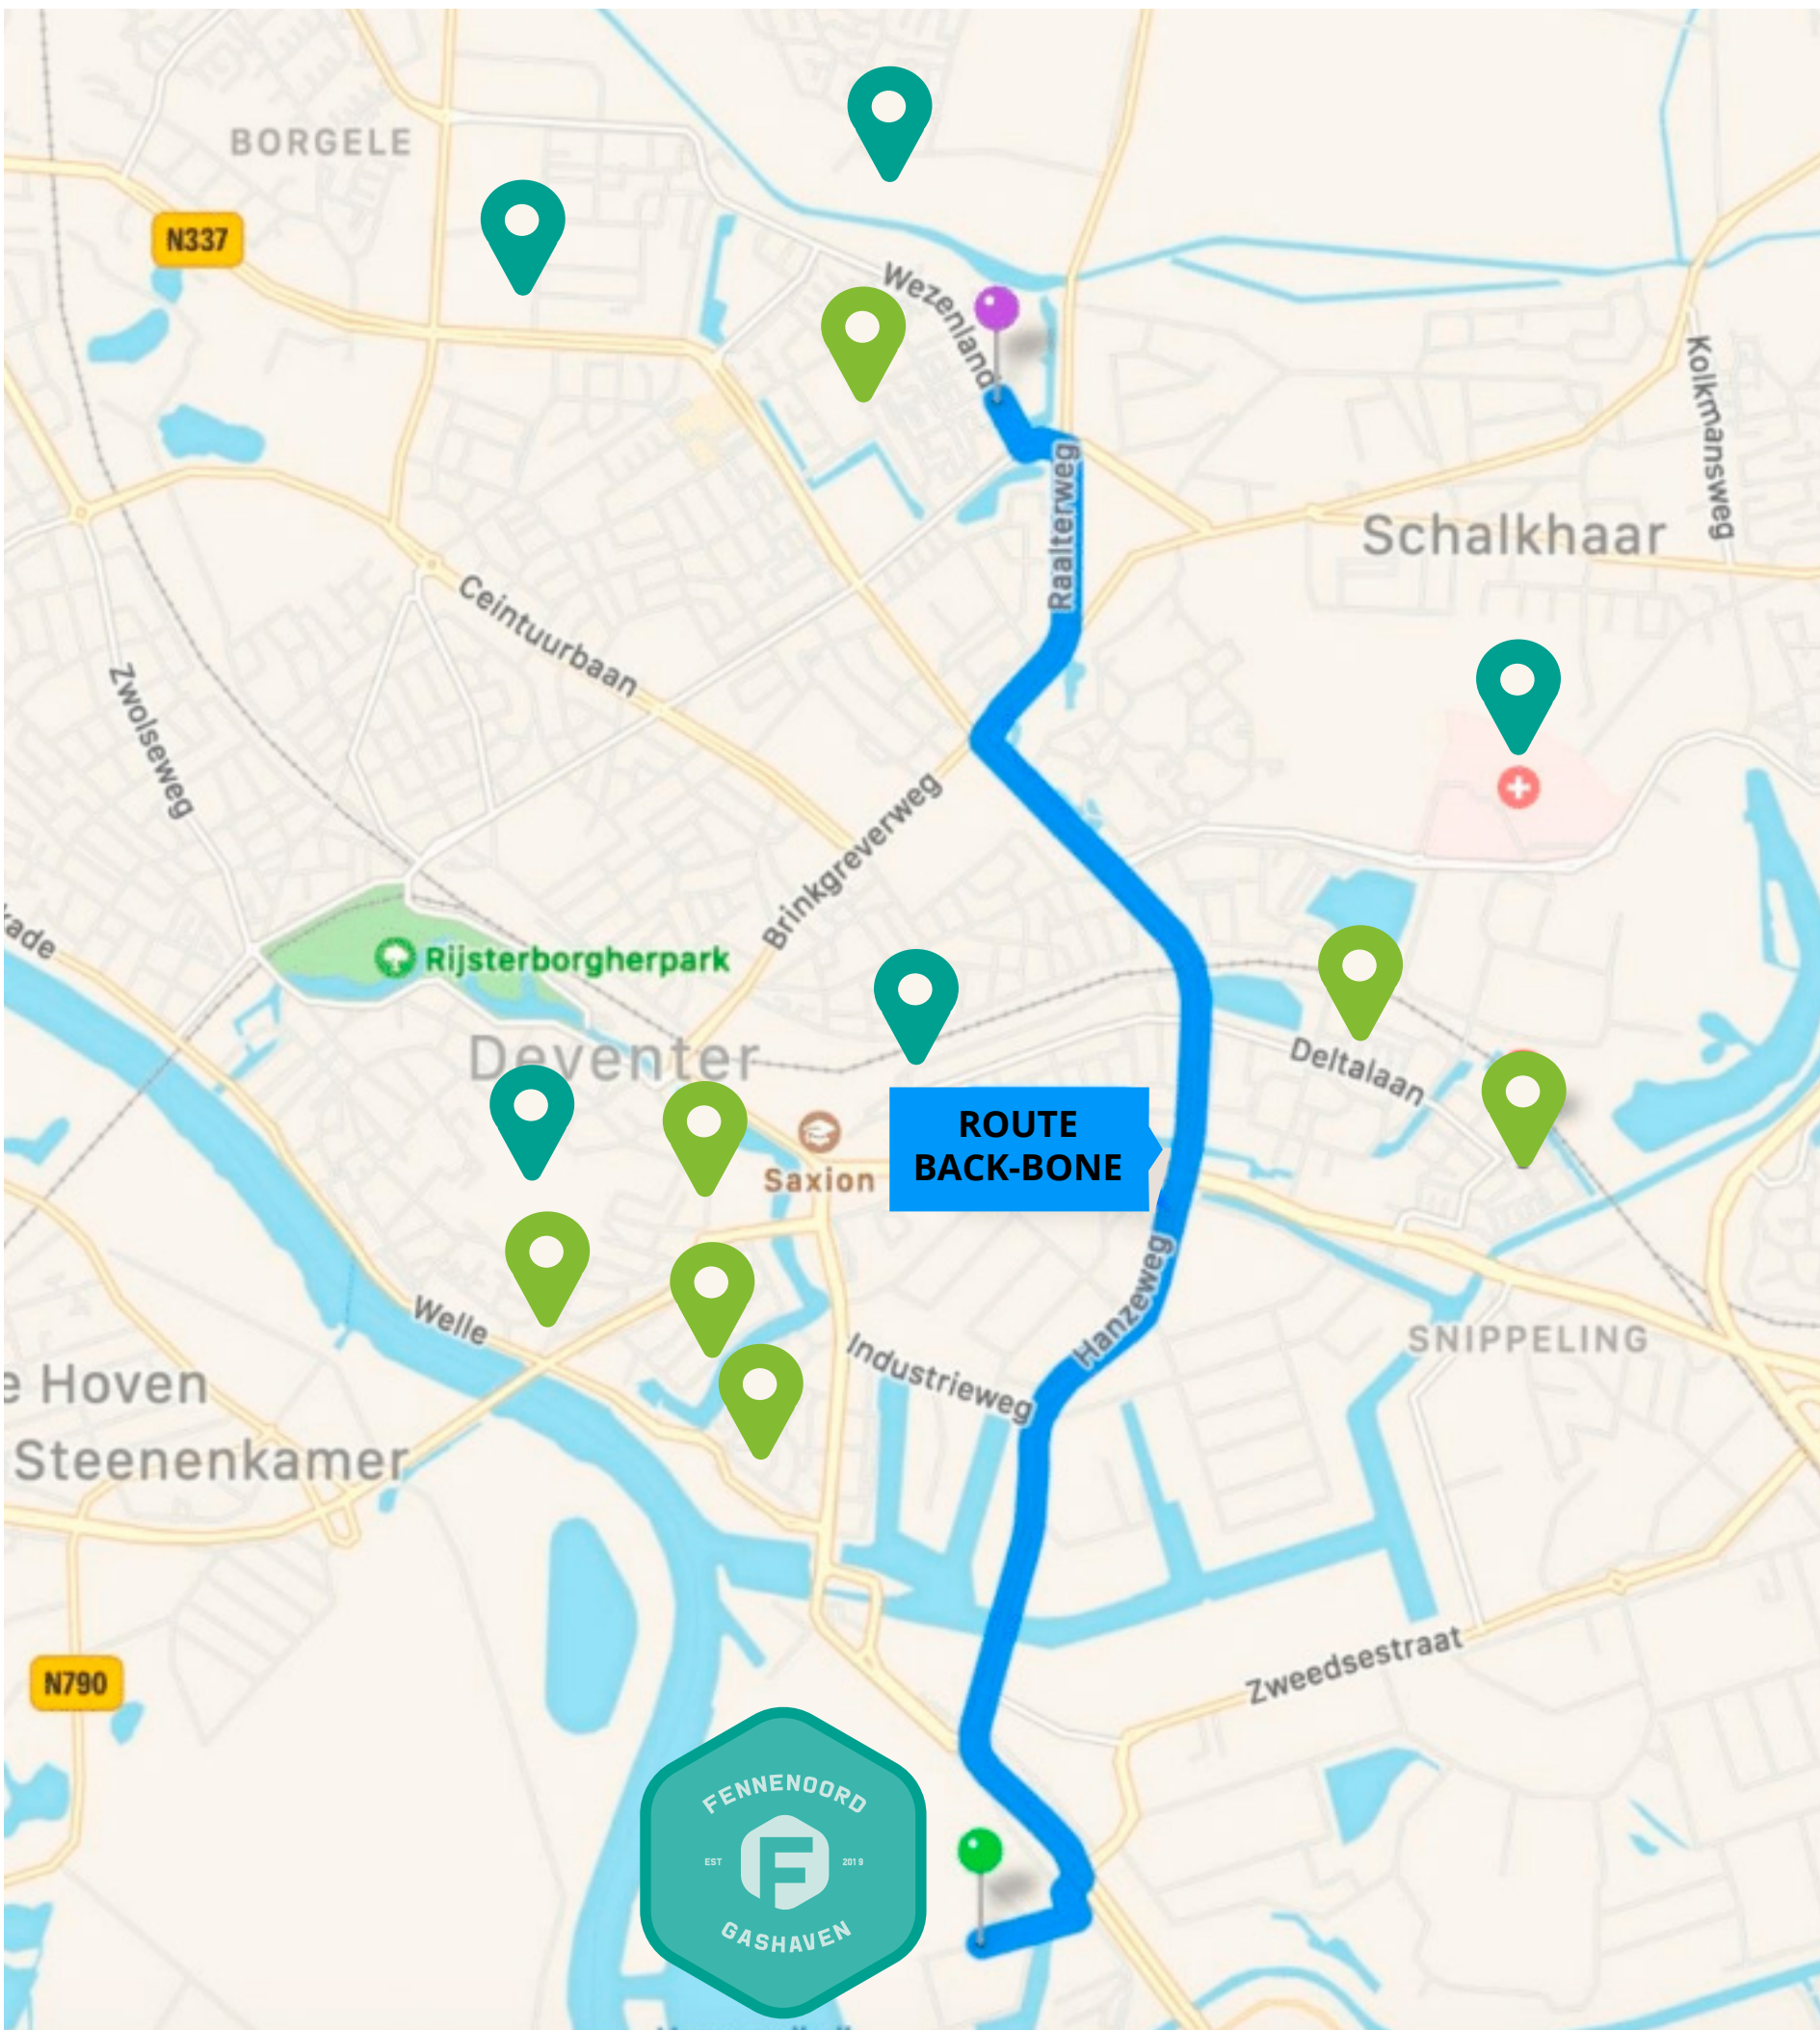 BORGELE
N337
Wezenland
Kolkmansweg
Raalterweg
Schalkhaar
Ceintuurbaan
Zwolseweg
Brinkgreverweg
kade
Rijsterborgherpark
Deventer
Deltalaan
ROUTE
BACK-BONE
Saxion
Hanzeweg
Welle
Industrieweg
SNIPPELING
e Hoven
Steenenkamer
Zweedsestraat
N790
FENNENOORD
EST
F
2019
GASHAVEN